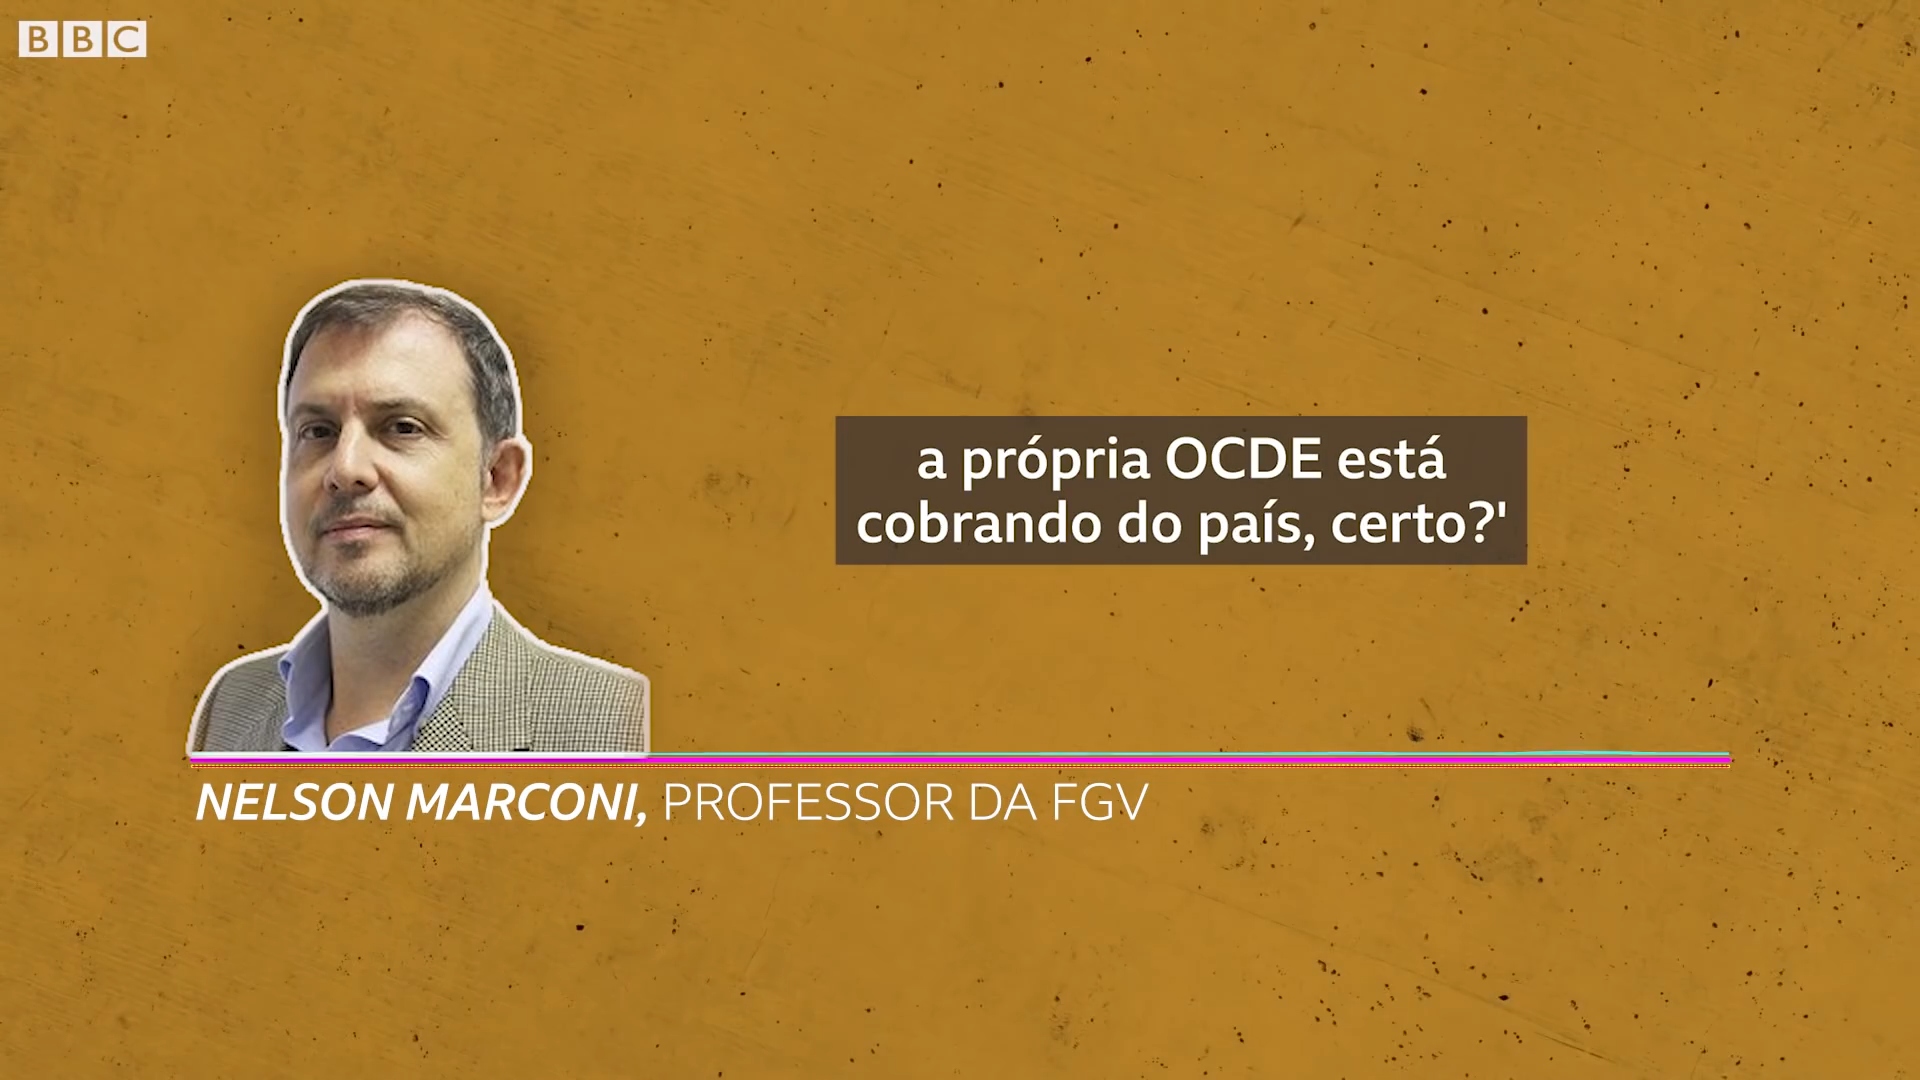 BBC
a própria OCDE está
cobrando do país, certo?'
NELSON MARCONI, PROFESSOR DA FGV